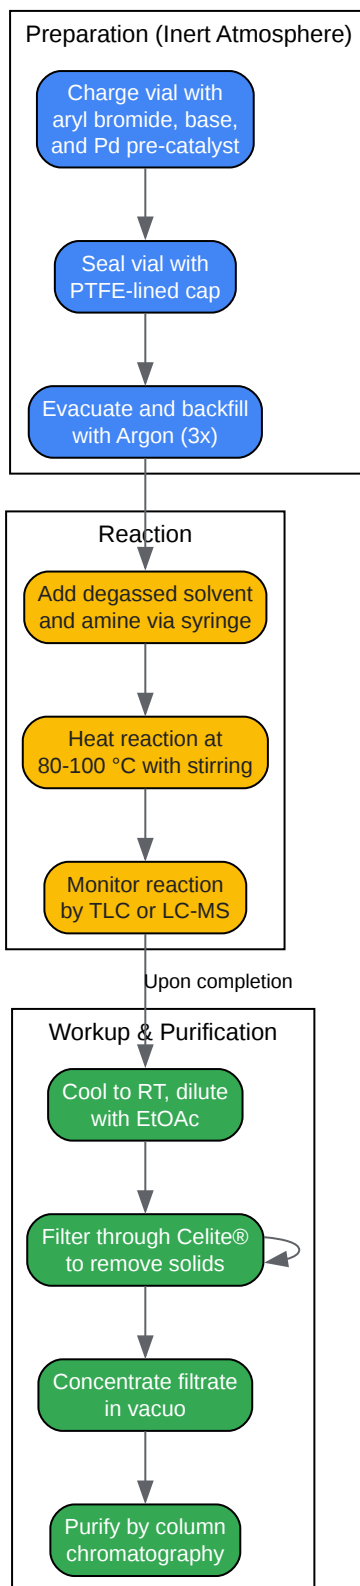 Preparation (Inert Atmosphere)
Charge vial with
aryl bromide, base,
and Pd pre-catalyst
Seal vial with
PTFE-lined cap
Evacuate and backfill
with Argon (3x)
Reaction
Add degassed solvent
and amine via syringe
Heat reaction at
80-100 °C with stirring
Monitor reaction
by TLC or LC-MS
Upon completion
Workup & Purification
Cool to RT, dilute
with EtOAc
Filter through Celite®
to remove solids
Concentrate filtrate
in vacuo
Purify by column
chromatography